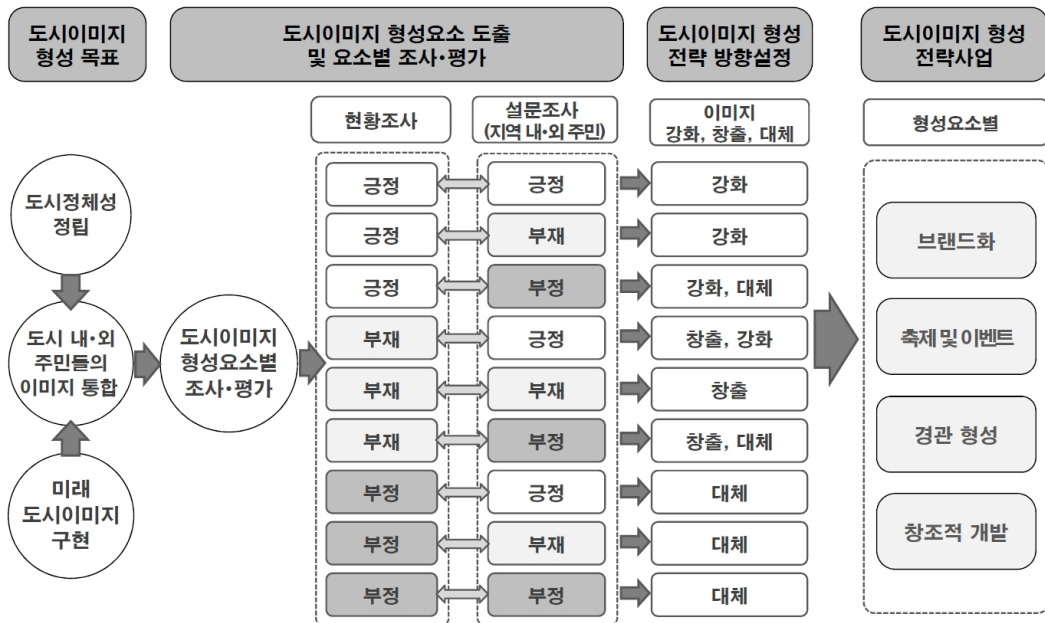 도시이미지
형성 목표
도시이미지 형성요소 도출
및 요소별 조사·평가
도시이미지 형성
전략 방향설정
도시이미지 형성
전략사업
현황조사
설문조사
(지역 내·외 주민)
이미지
강화, 창출, 대체
형성요소별
도시정체성
정립
도시 내·외
주민들의
이미지 통합
미래
도시이미지
구현
도시이미지
형성요소별
조사·평가
긍정
긍정
강화
긍정
부재
강화
긍정
부정
강화, 대체
부재
긍정
창출, 강화
부재
부재
창출
부재
부정
창출, 대체
부정
긍정
대체
부정
부재
대체
부정
부정
대체
브랜드화
축제 및 이벤트
경관 형성
창조적 개발